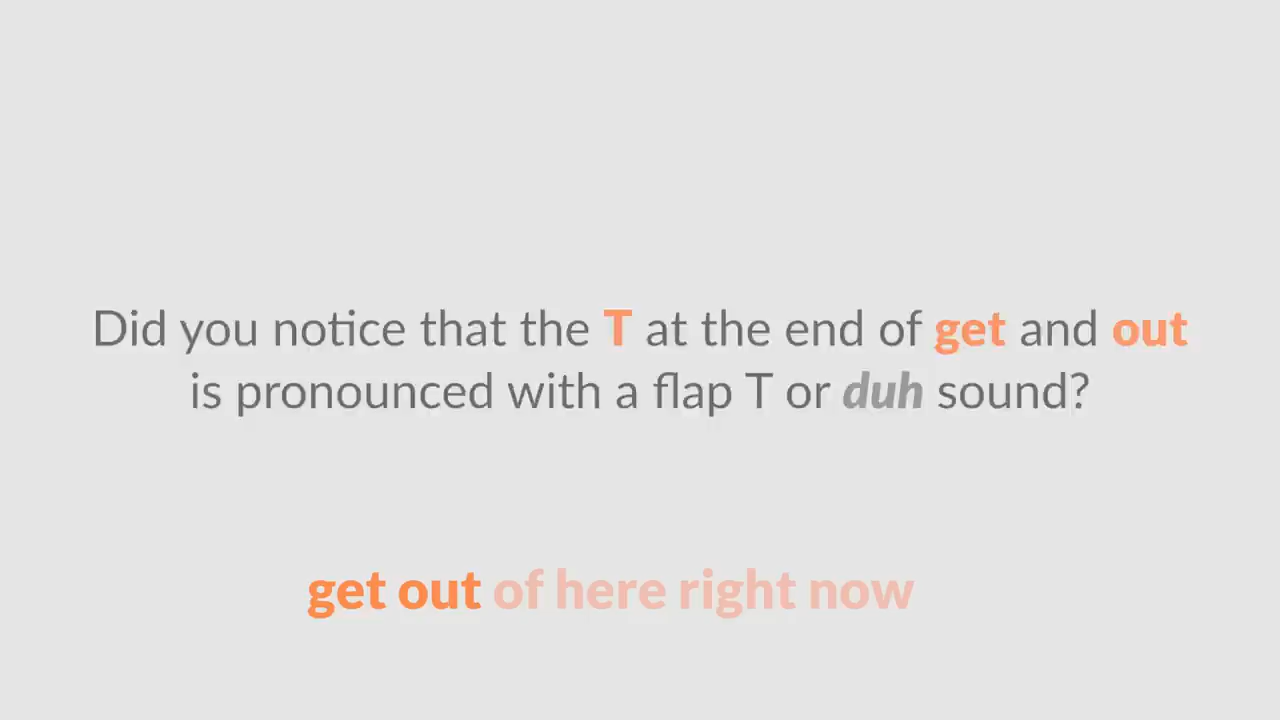 Did you notice that the T at the end of get and out
is pronounced with a flap T or duh sound?
get out of here right now